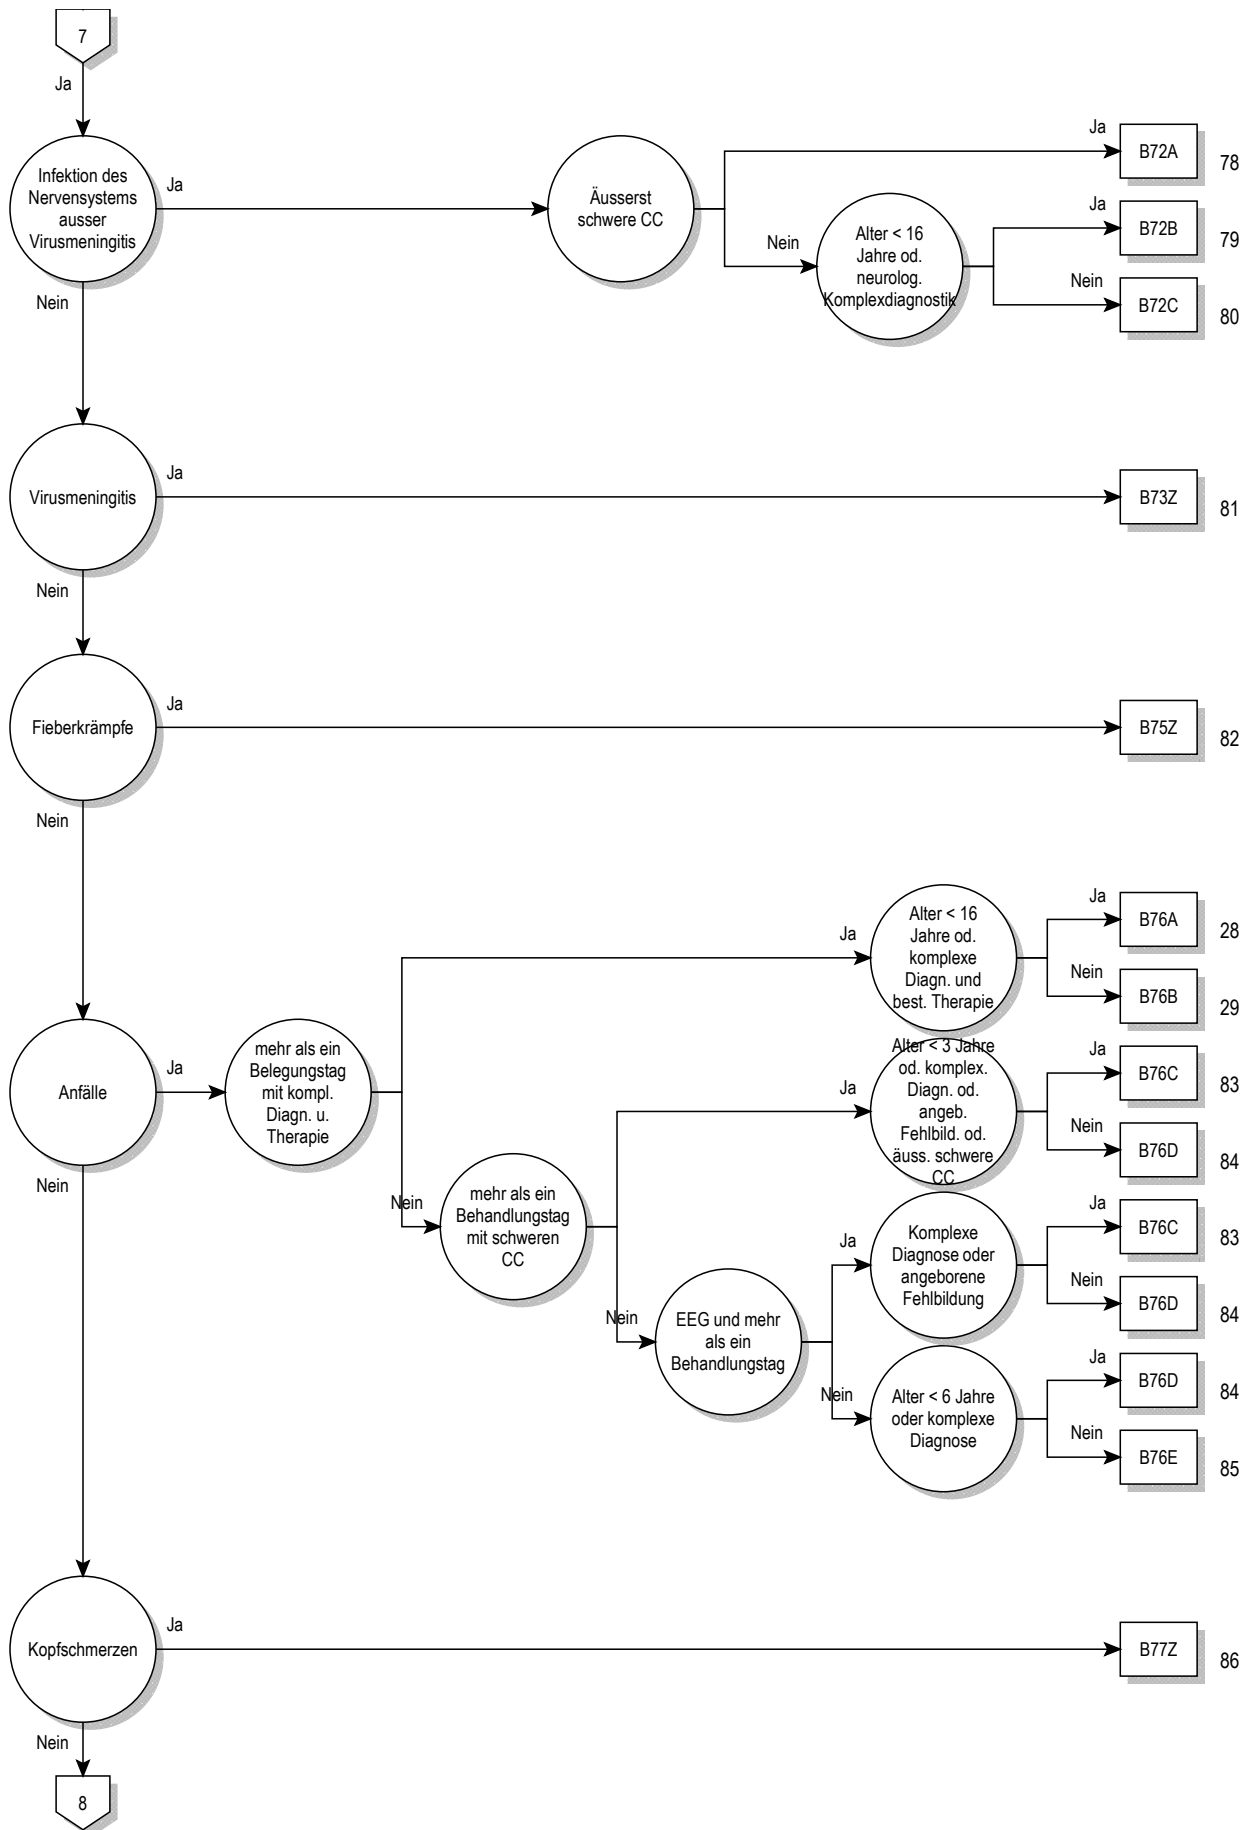 7
Ja
Infektion des
Nervensystems
ausser
Virusmeningitis
Ja
Äusserst
schwere CC
Ja
B72A
78
Nein
Alter < 16
Jahre od.
neurolog.
Komplexdiagnostik
Ja
B72B
79
Nein
B72C
80
Nein
Virusmeningitis
Ja
B73Z
81
Nein
Fieberkrämpfe
Ja
B75Z
82
Nein
Anfälle
Ja
mehr als ein
Belegungstag
mit kompl.
Diagn. u.
Therapie
Ja
Alter < 16
Jahre od.
komplexe
Diagn. und
best. Therapie
Ja
B76A
28
Nein
B76B
29
Nein
mehr als ein
Behandlungstag
mit schweren
CC
Ja
Alter < 3 Jahre
od. komplex.
Diagn. od.
angeb.
Fehlbild. od.
äuss. schwere
CC
Ja
B76C
83
Nein
B76D
84
Nein
EEG und mehr
als ein
Behandlungstag
Ja
Komplexe
Diagnose oder
angeborene
Fehlbildung
Ja
B76C
83
Nein
B76D
84
Nein
Alter < 6 Jahre
oder komplexe
Diagnose
Ja
B76D
84
Nein
B76E
85
Nein
Kopfschmerzen
Ja
B77Z
86
Nein
8